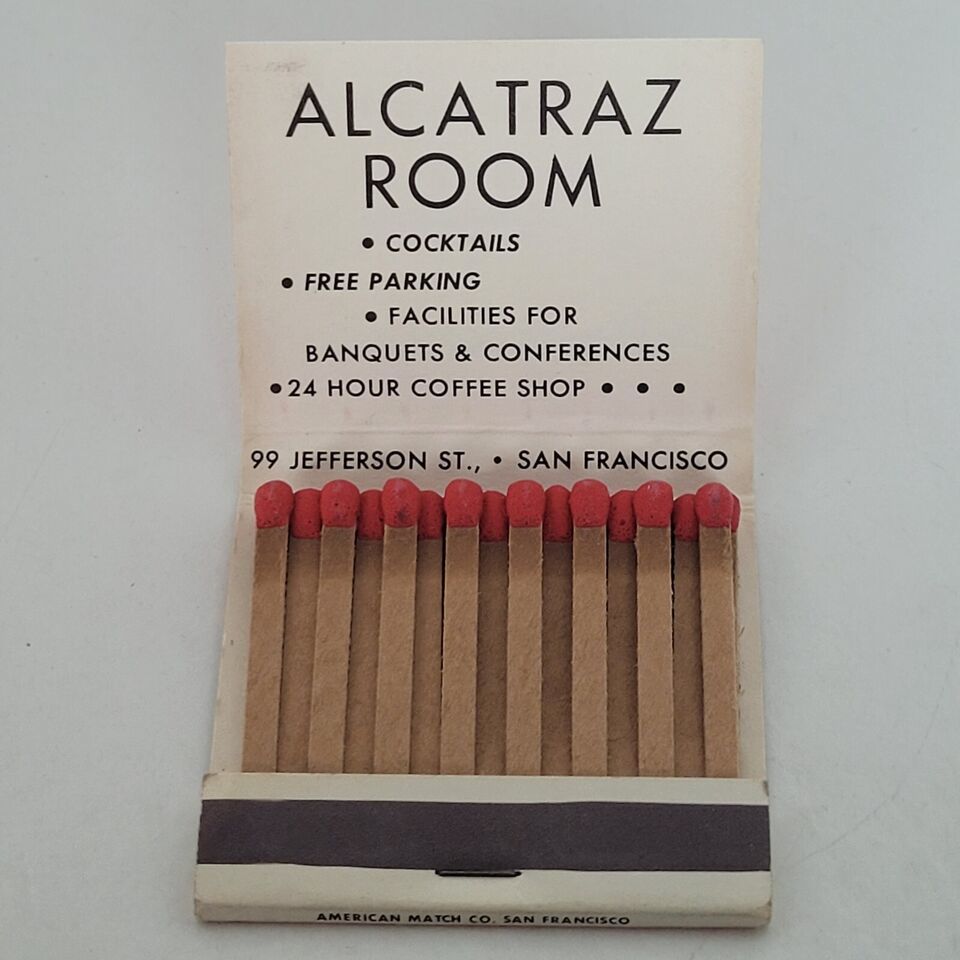 ALCATRAZ
ROOM
• COCKTAILS
• FREE PARKING
• FACILITIES FOR
BANQUETS & CONFERENCES
• 24 HOUR COFFEE SHOP • • •
99 JEFFERSON ST., • SAN FRANCISCO
AMERICAN MATCH CO. SAN FRANCISCO